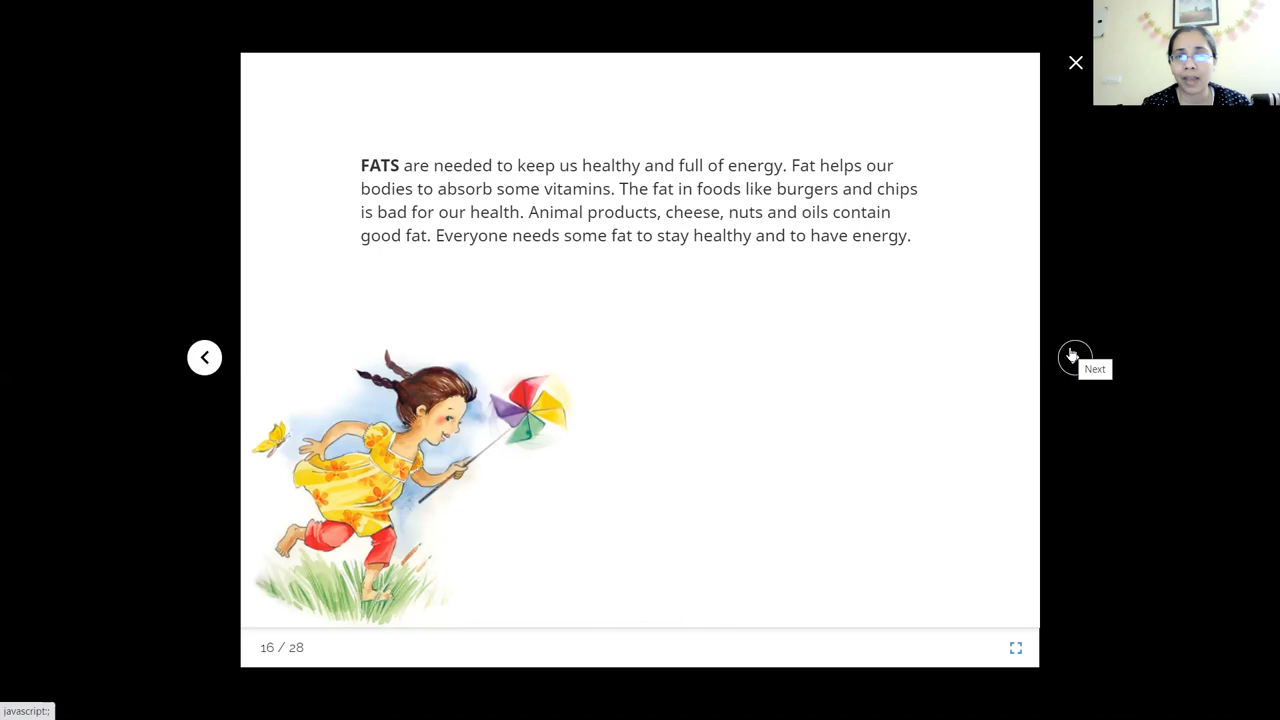 FATS are needed to keep us healthy and full of energy. Fat helps our
bodies to absorb some vitamins. The fat in foods like burgers and chips
is bad for our health. Animal products, cheese, nuts and oils contain
good fat. Everyone needs some fat to stay healthy and to have energy.
Next
16 / 28
javascript:;